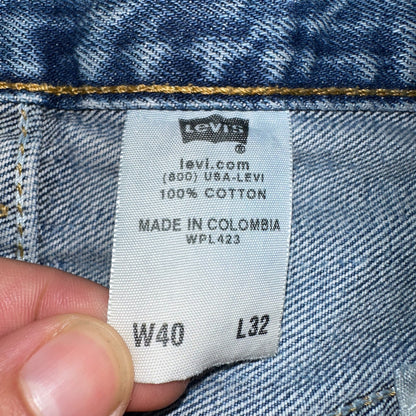 LEVI'S
®
levi.com
(800) USA-LEVI
100% COTTON
MADE IN COLOMBIA
WPL423
W40 L32